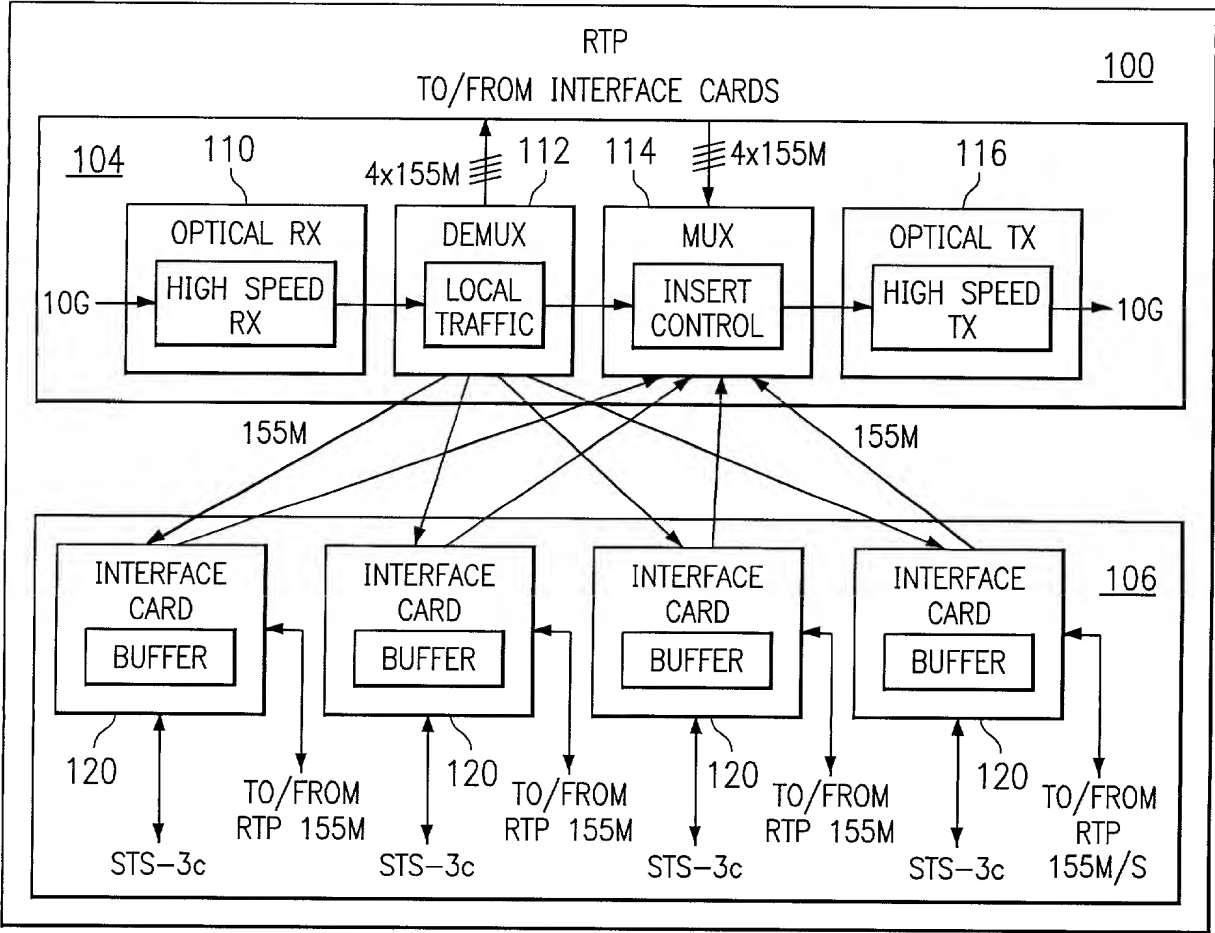 RTP
100
TO/FROM INTERFACE CARDS
104
110
4x155M
112
114
4x155M
116
OPTICAL RX
DEMUX
MUX
OPTICAL TX
10G
HIGH SPEED
RX
LOCAL
TRAFFIC
INSERT
CONTROL
HIGH SPEED
TX
10G
155M
155M
106
INTERFACE
CARD
BUFFER
INTERFACE
CARD
BUFFER
INTERFACE
CARD
BUFFER
INTERFACE
CARD
BUFFER
120
120
120
120
TO/FROM
RTP 155M
TO/FROM
RTP 155M
TO/FROM
RTP 155M
TO/FROM
RTP
155M/S
STS-3c
STS-3c
STS-3c
STS-3c